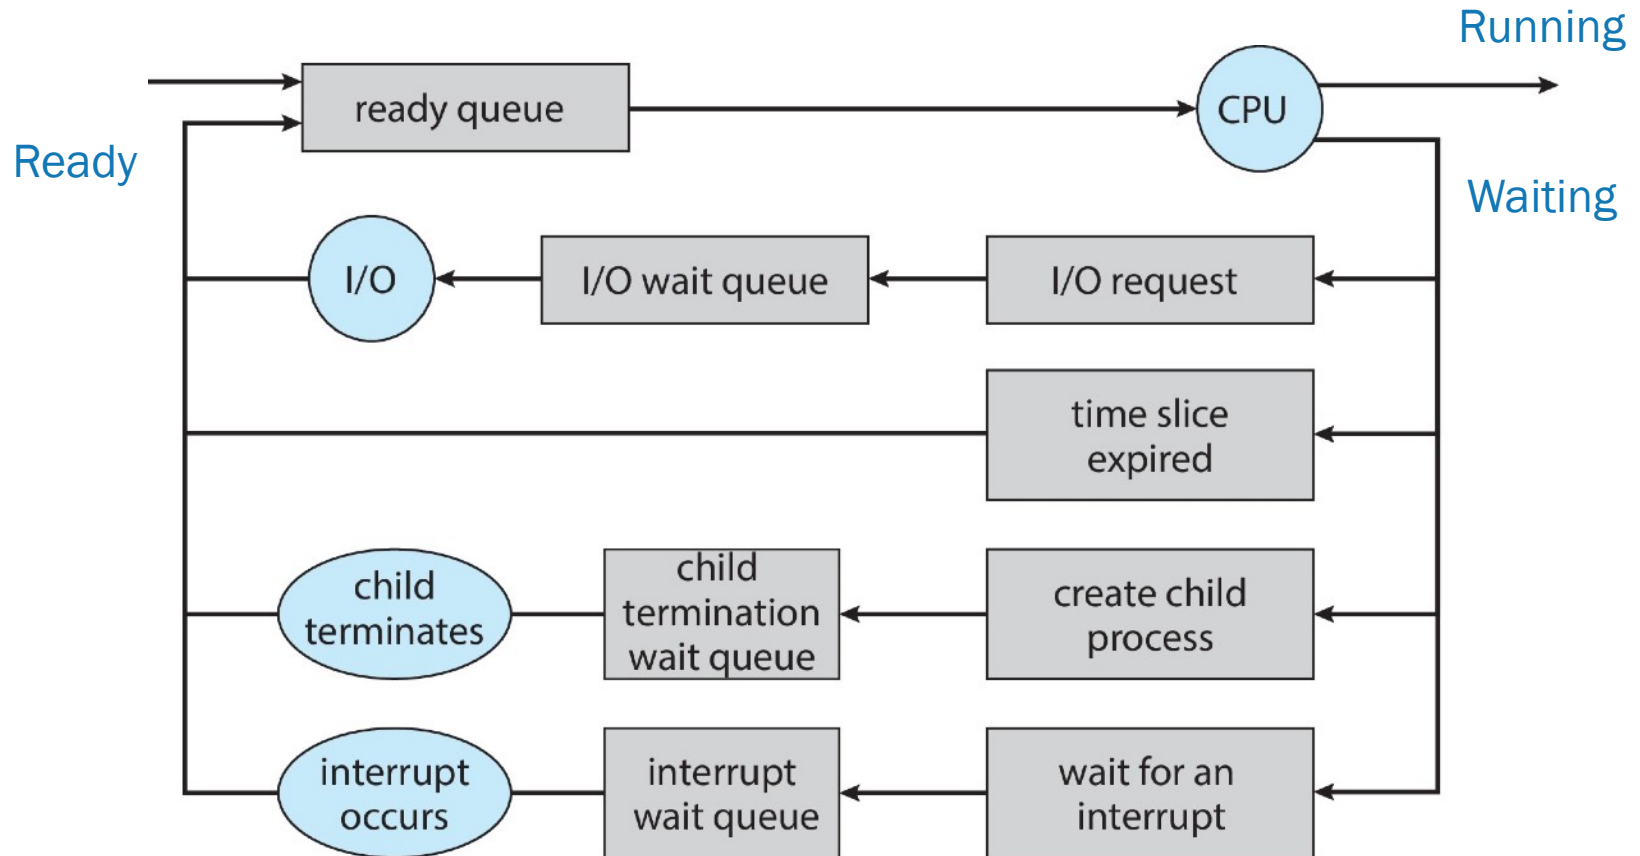 Running
ready queue
CPU
Ready
Waiting
I/O
I/O wait queue
I/O request
time slice
expired
child
terminates
child
termination
wait queue
create child
process
interrupt
occurs
interrupt
wait queue
wait for an
interrupt